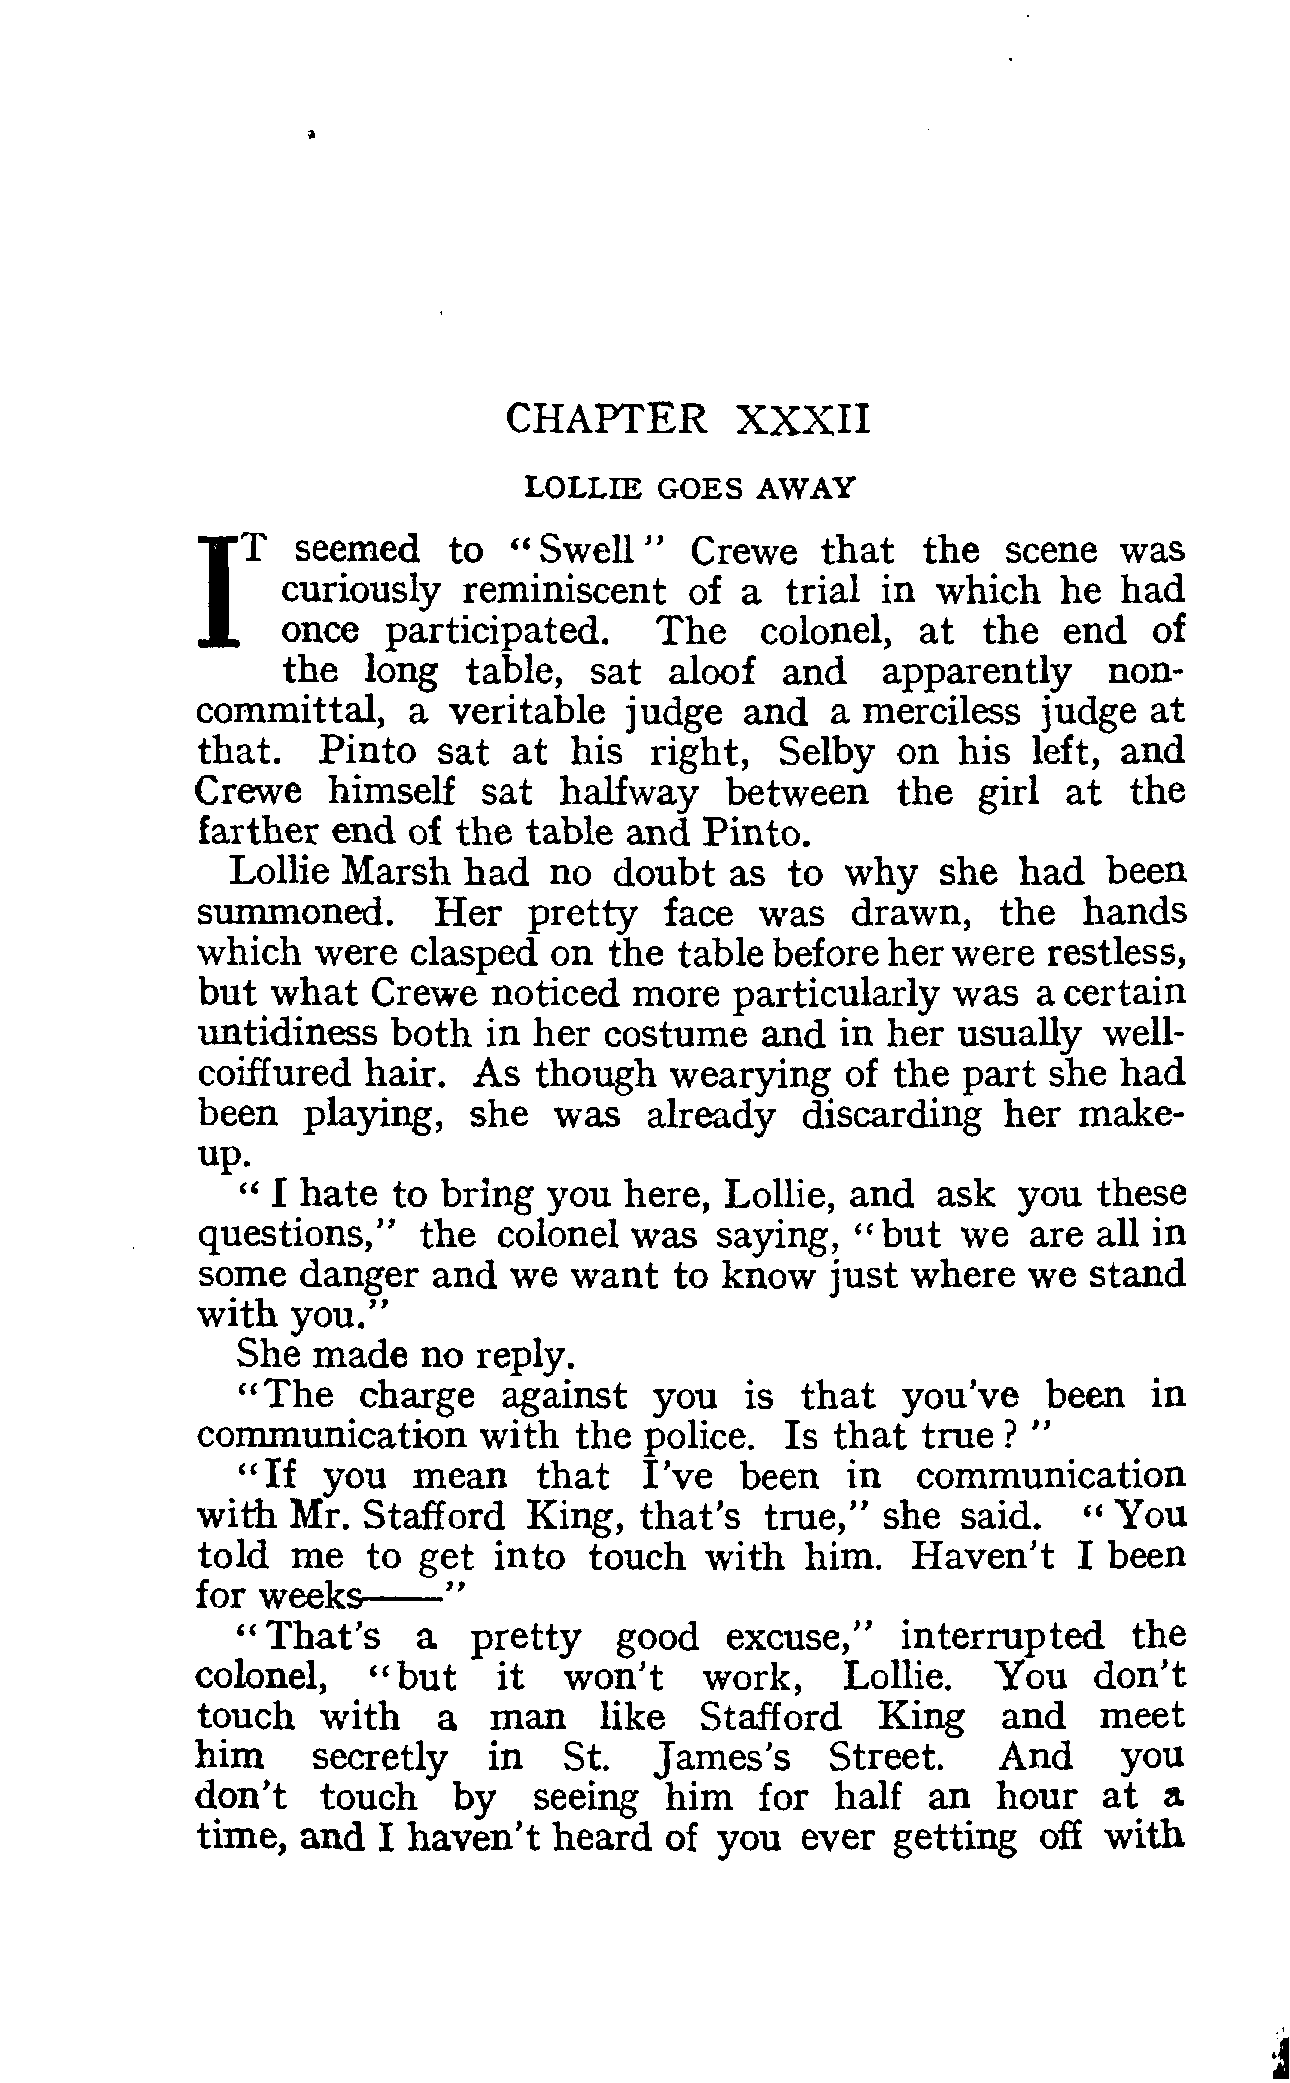 CHAPTER XXXII
LOLLIE GOES AWAY
IT seemed to “Swell” Crewe that the scene was
curiously reminiscent of a trial in which he had
once participated. The colonel, at the end of
the long table, sat aloof and apparently non-
committal, a veritable judge and a merciless judge at
that. Pinto sat at his right, Selby on his left, and
Crewe himself sat halfway between the girl at the
farther end of the table and Pinto.
Lollie Marsh had no doubt as to why she had been
summoned. Her pretty face was drawn, the hands
which were clasped on the table before her were restless,
but what Crewe noticed more particularly was a certain
untidiness both in her costume and in her usually well-
coiffured hair. As though wearying of the part she had
been playing, she was already discarding her make-
up.
“I hate to bring you here, Lollie, and ask you these
questions,” the colonel was saying, “but we are all in
some danger and we want to know just where we stand
with you.”
She made no reply.
“The charge against you is that you've been in
communication with the police. Is that true?”
“If you mean that I've been in communication
with Mr. Stafford King, that's true,” she said. “You
told me to get into touch with him. Haven't I been
for weeks——”
“That's a pretty good excuse,” interrupted the
colonel, “but it won't work, Lollie. You don't
touch with a man like Stafford King and meet
him secretly in St. James's Street. And you
don't touch by seeing him for half an hour at a
time, and I haven't heard of you ever getting off with